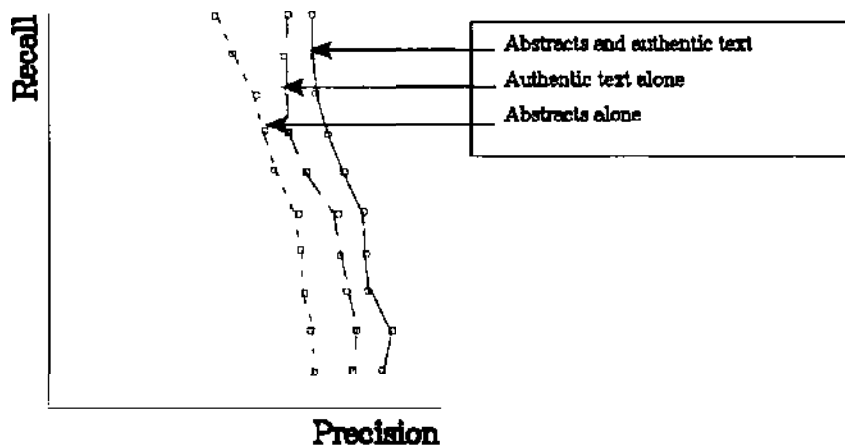 Recall
Abstracts and authentic text
Authentic text alone
Abstracts alone
Precision